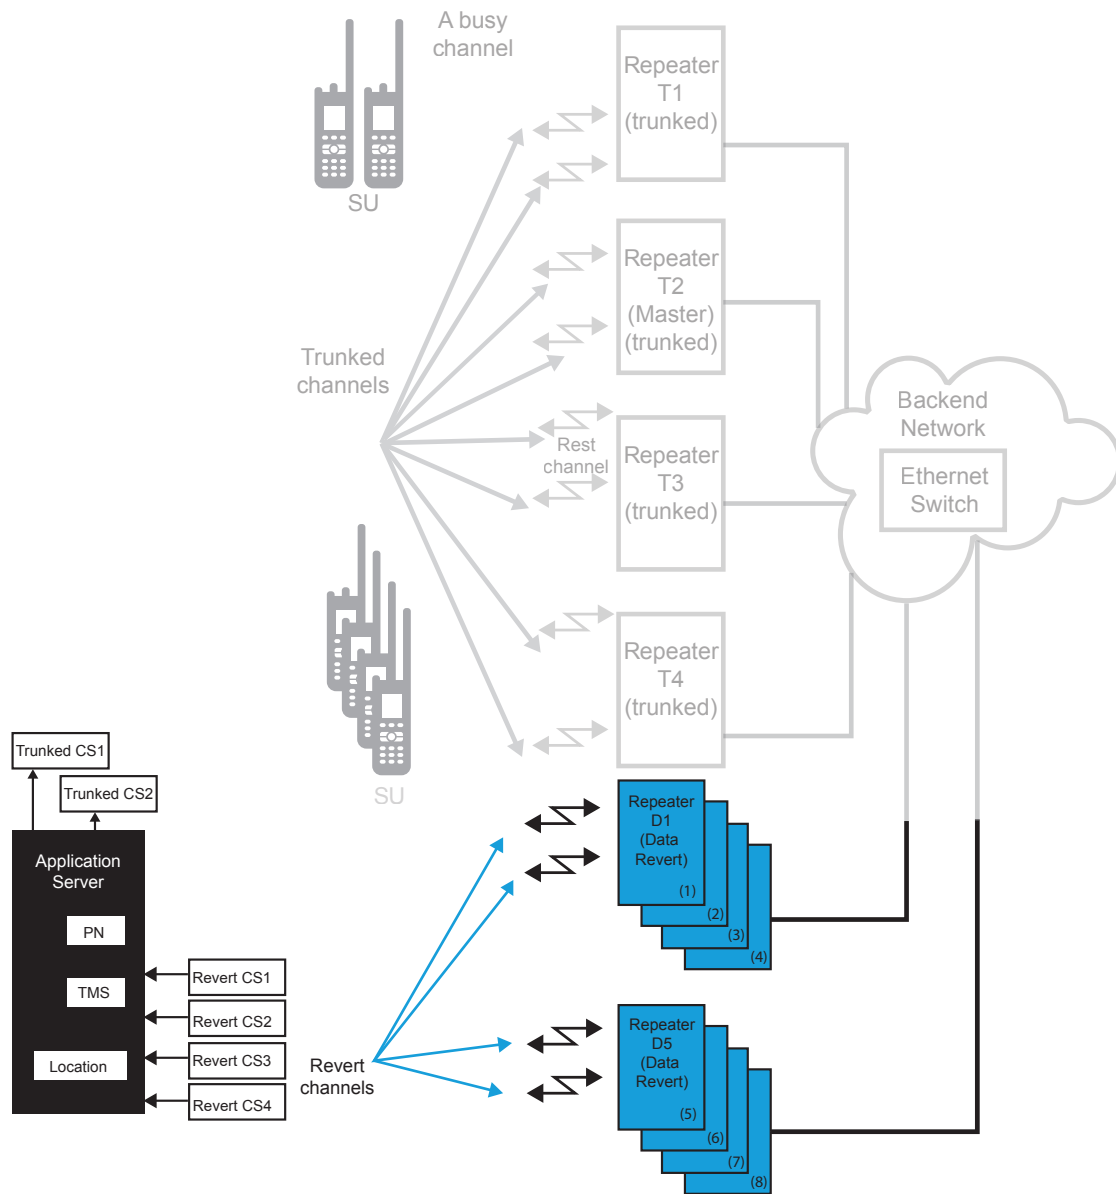 A busy
channel
SU
Repeater
T1
(trunked)
Repeater
T2
(Master)
(trunked)
Trunked
channels
Rest
channel
Repeater
T3
(trunked)
Backend
Network
Ethernet
Switch
Repeater
T4
(trunked)
SU
Trunked CS1
Trunked CS2
Application
Server
PN
TMS
Location
Revert CS1
Revert CS2
Revert CS3
Revert CS4
Revert
channels
Repeater
D1
(Data
Revert)
(1)
(2)
(3)
(4)
Repeater
D5
(Data
Revert)
(5)
(6)
(7)
(8)